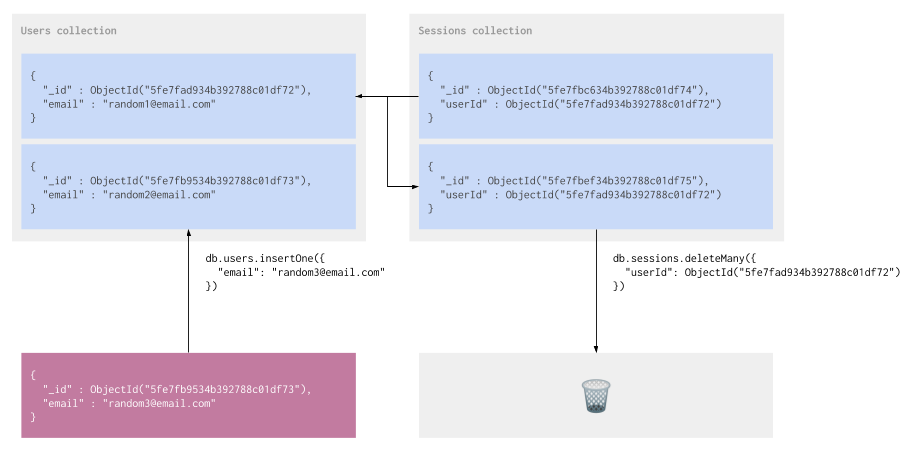 Users collection
{
"_id" : ObjectId("5fe7fad934b392788c01df72"),
"email" : "random1@email.com"
}
{
"_id" : ObjectId("5fe7fb9534b392788c01df73"),
"email" : "random2@email.com"
}
Sessions collection
{
"_id" : ObjectId("5fe7fbc634b392788c01df74"),
"userId" : ObjectId("5fe7fad934b392788c01df72")
}
{
"_id" : ObjectId("5fe7fbef34b392788c01df75"),
"userId" : ObjectId("5fe7fad934b392788c01df72")
}
db.users.insertOne({
"email": "random3@email.com"
})
db.sessions.deleteMany({
"userId": ObjectId("5fe7fad934b392788c01df72")
})
{
"_id" : ObjectId("5fe7fb9534b392788c01df73"),
"email" : "random3@email.com"
}